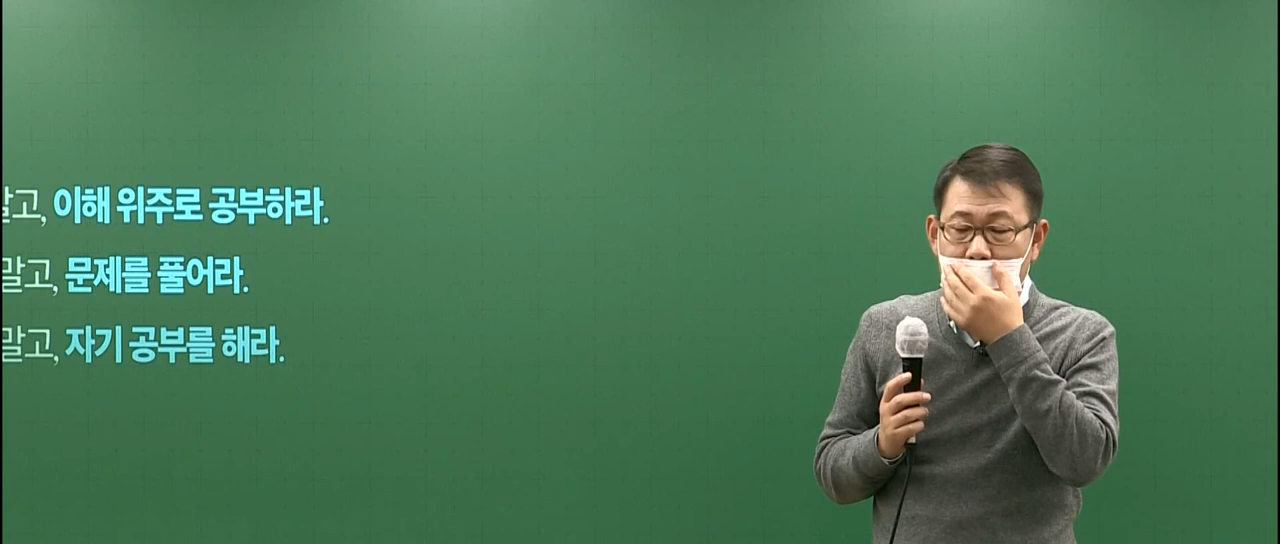 말고, 이해 위주로 공부하라.
말고, 문제를 풀어라.
말고, 자기 공부를 해라.